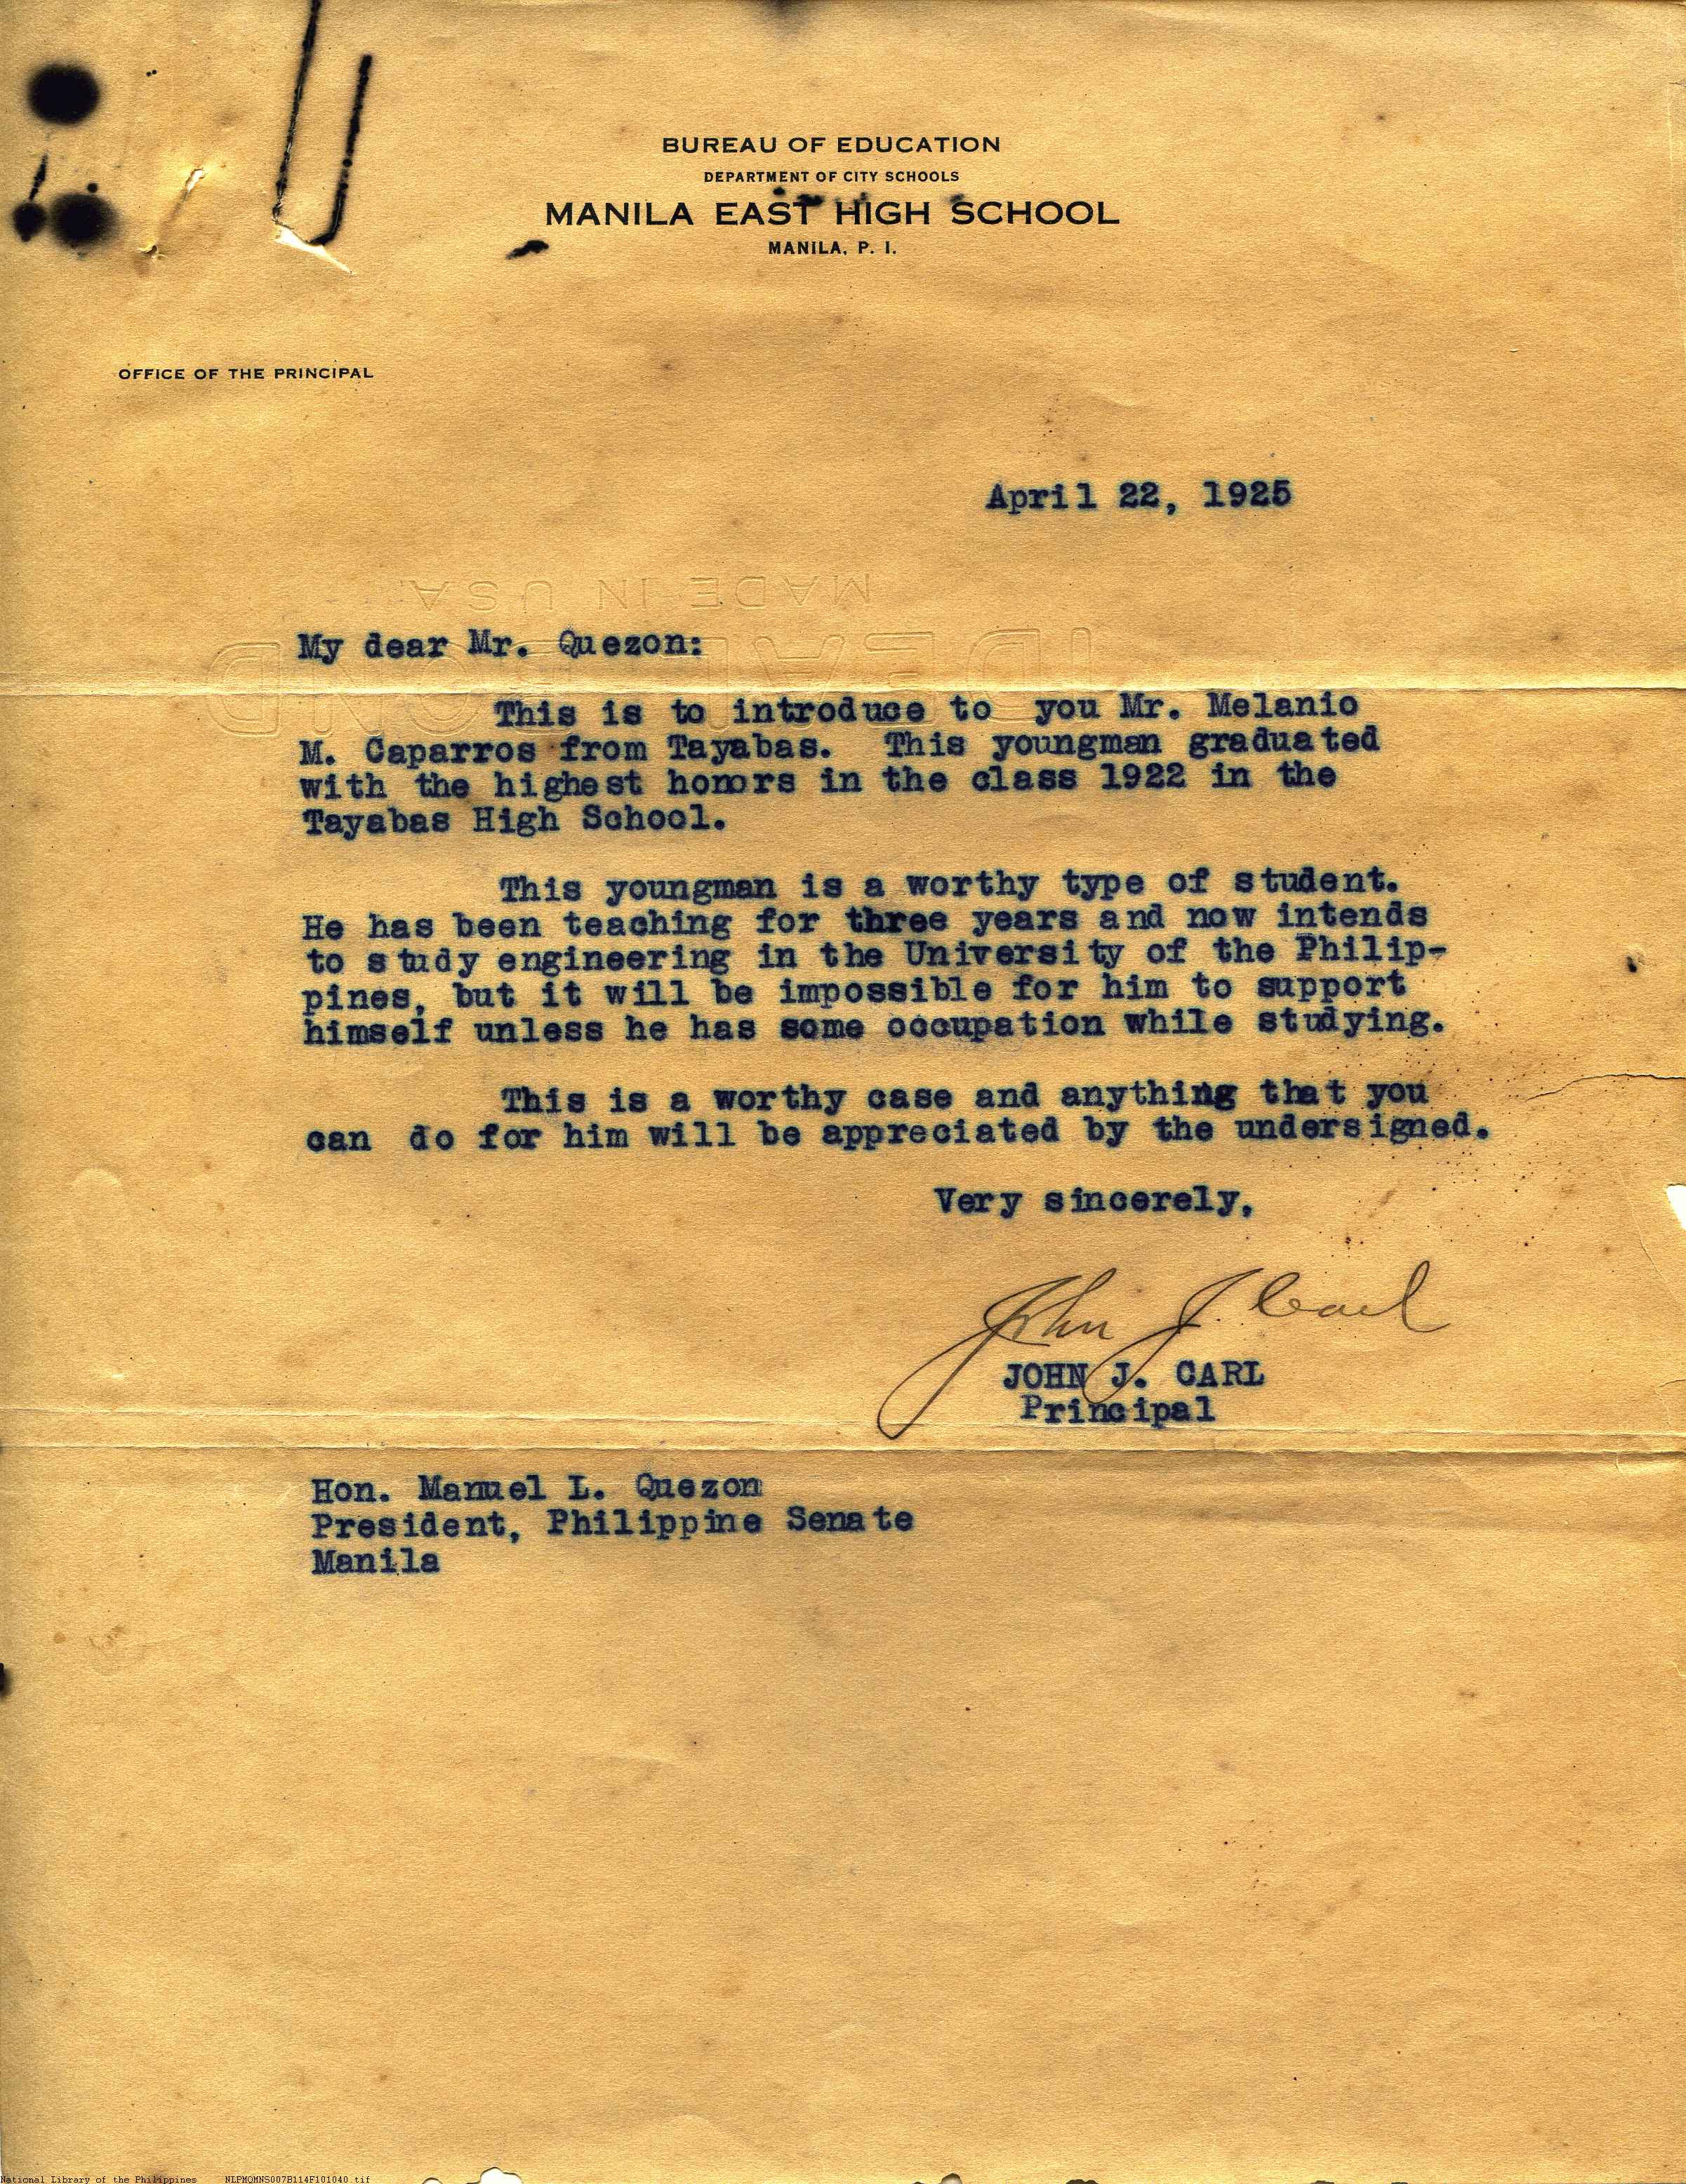 BUREAU OF EDUCATION
DEPARTMENT OF CITY SCHOOLS
MANILA EAST HIGH SCHOOL
MANILA, P. I.
OFFICE OF THE PRINCIPAL
April 22, 1925
MADE IN USA
IDEAL BOND
My dear Mr. Quezon:
This is to introduce to you Mr. Melanio
M. Caparros from Tayabas. This youngman graduated
with the highest honors in the class 1922 in the
Tayabas High School.
This youngman is a worthy type of student.
He has been teaching for three years and now intends
to study engineering in the University of the Philip-
pines, but it will be impossible for him to support
himself unless he has some occupation while studying.
This is a worthy case and anything that you
can do for him will be appreciated by the undersigned.
Very sincerely,
John J. Carl
JOHN J. CARL
Principal
Hon. Manuel L. Quezon
President, Philippine Senate
Manila
National Library of the Philippines NLPMQMNS007B114F101040.tif